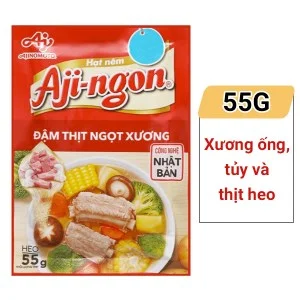 Aji
AJINOMOTO
Hạt nêm
Aji-ngon®
ĐẬM THỊT NGỌT XƯƠNG
CÔNG NGHỆ
NHẬT
BẢN
HEO
55g
55G
Xương ống,
tủy và
thịt heo